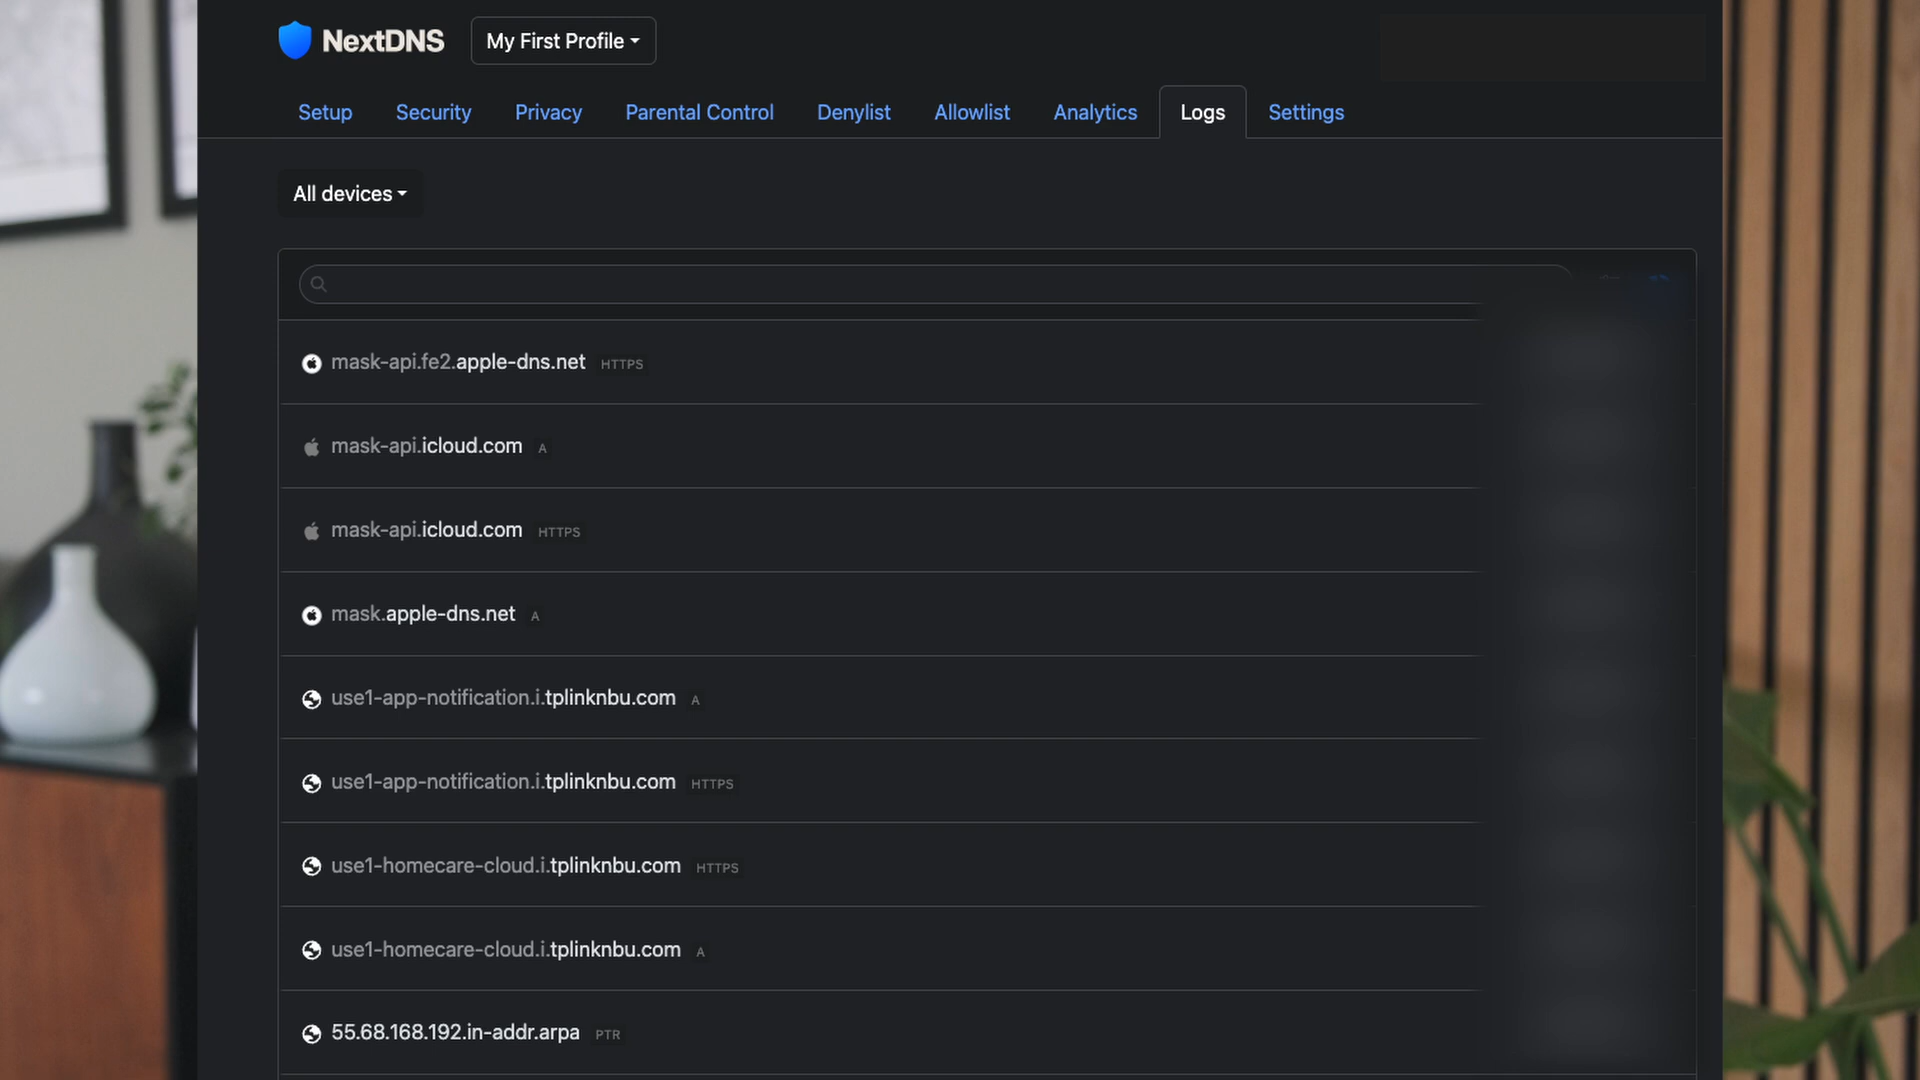 NextDNS My First Profile
Setup Security Privacy Parental Control Denylist Allowlist Analytics Logs Settings
All devices
mask-api.fe2.apple-dns.net HTTPS
mask-api.icloud.com A
mask-api.icloud.com HTTPS
mask.apple-dns.net A
use1-app-notification.i.tplinknbu.com A
use1-app-notification.i.tplinknbu.com HTTPS
use1-homecare-cloud.i.tplinknbu.com HTTPS
use1-homecare-cloud.i.tplinknbu.com A
55.68.168.192.in-addr.arpa PTR